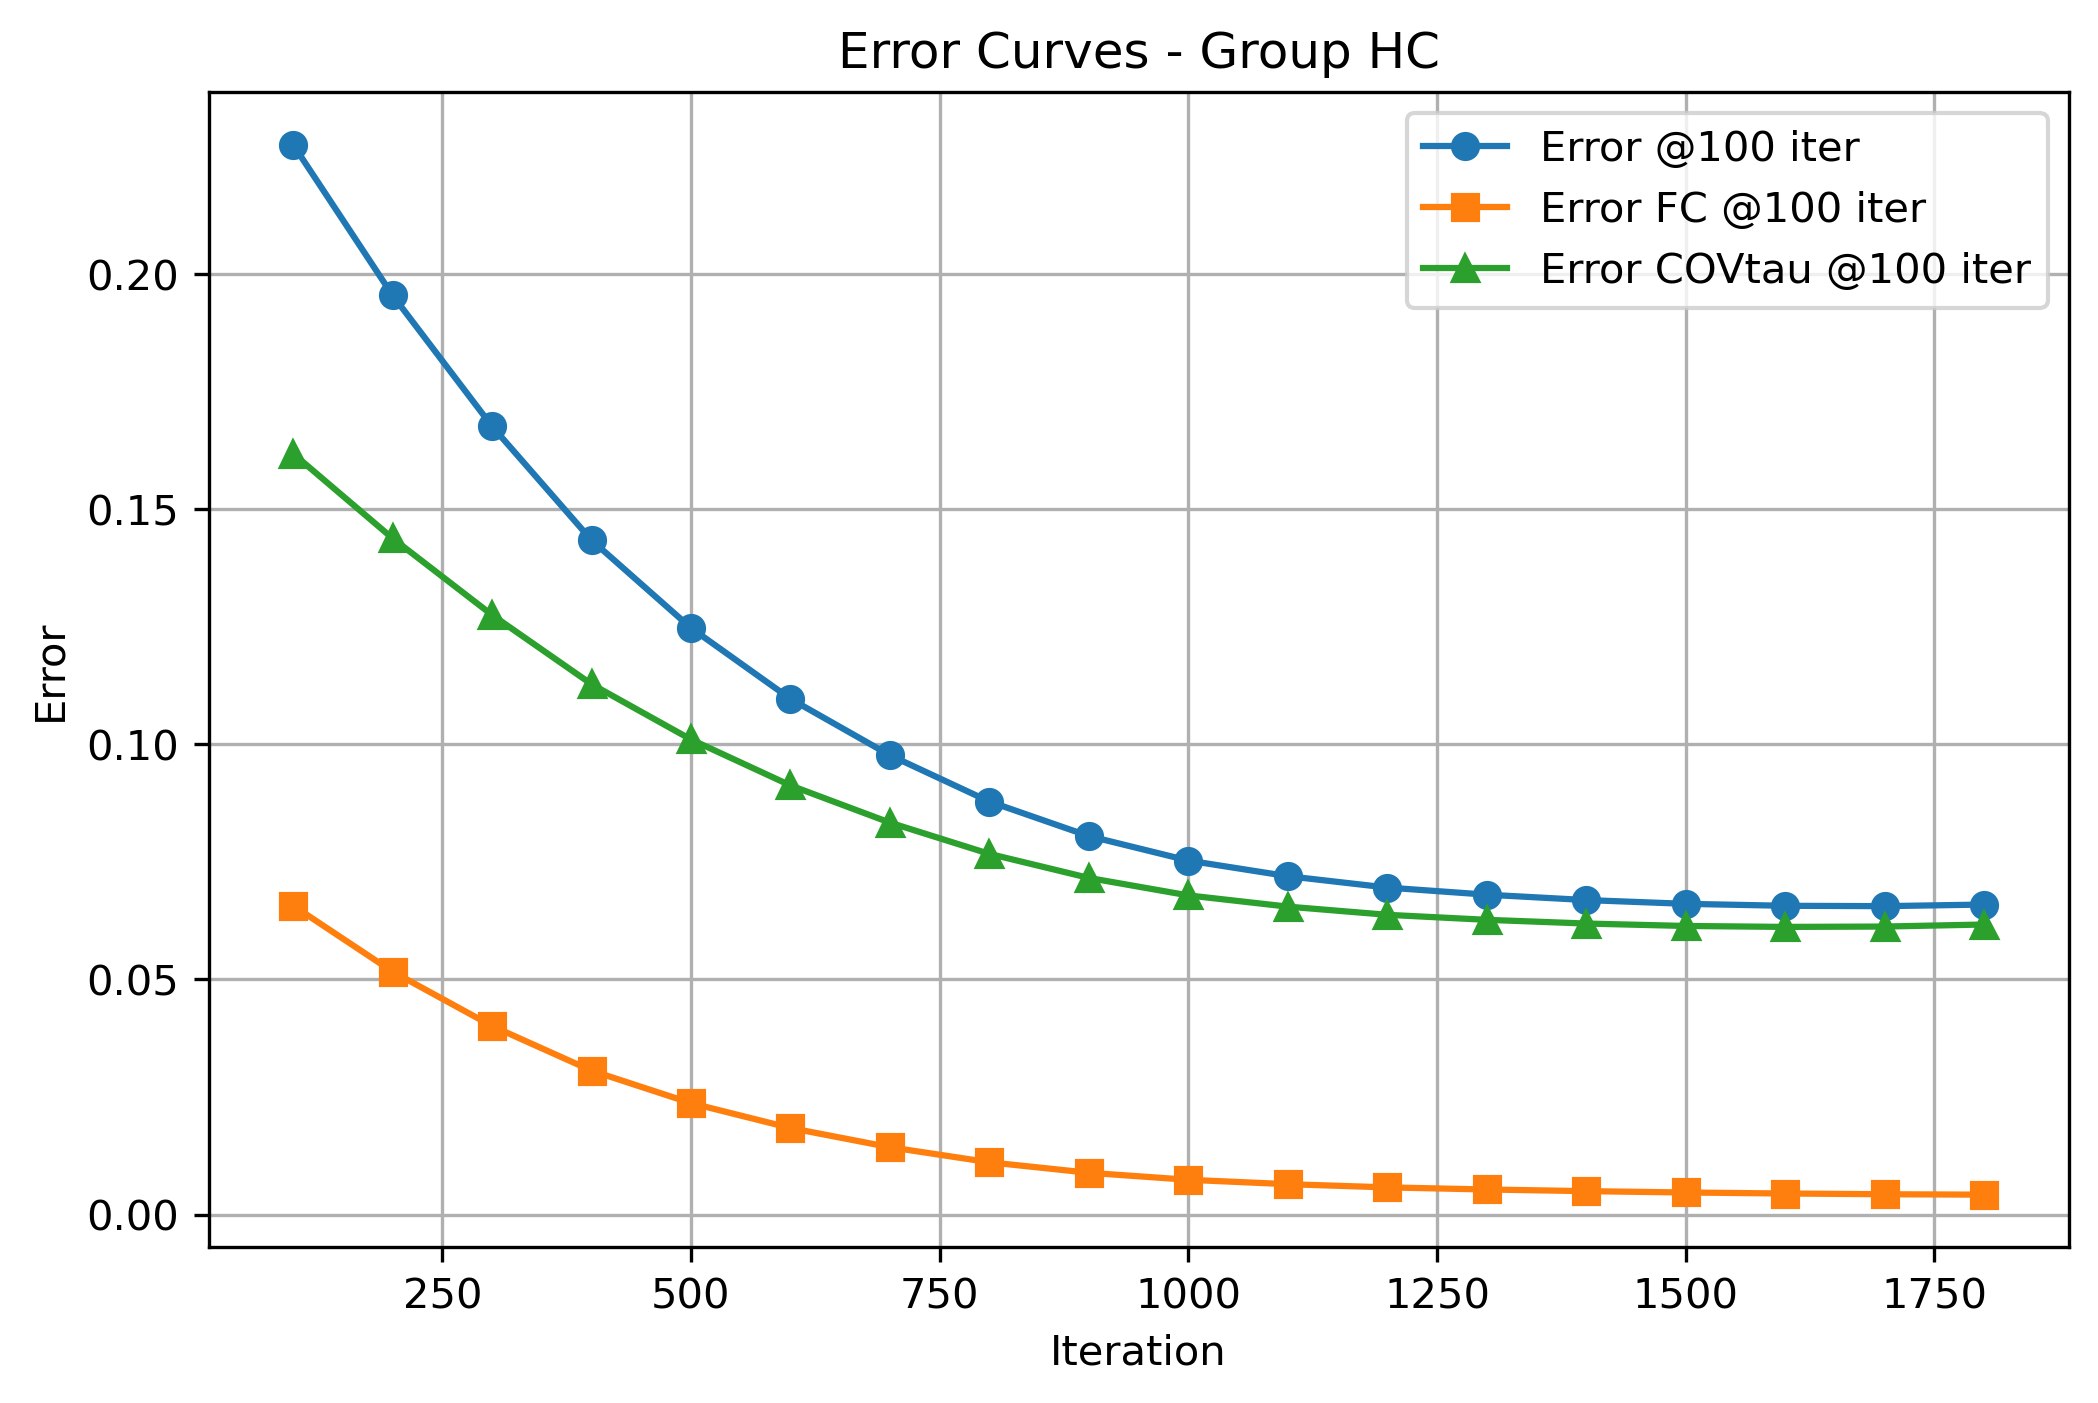 Error Curves - Group HC
Error @100 iter
Error FC @100 iter
Error COVtau @100 iter
Error
0.20
0.15
0.10
0.05
0.00
250 500 750 1000 1250 1500 1750
Iteration